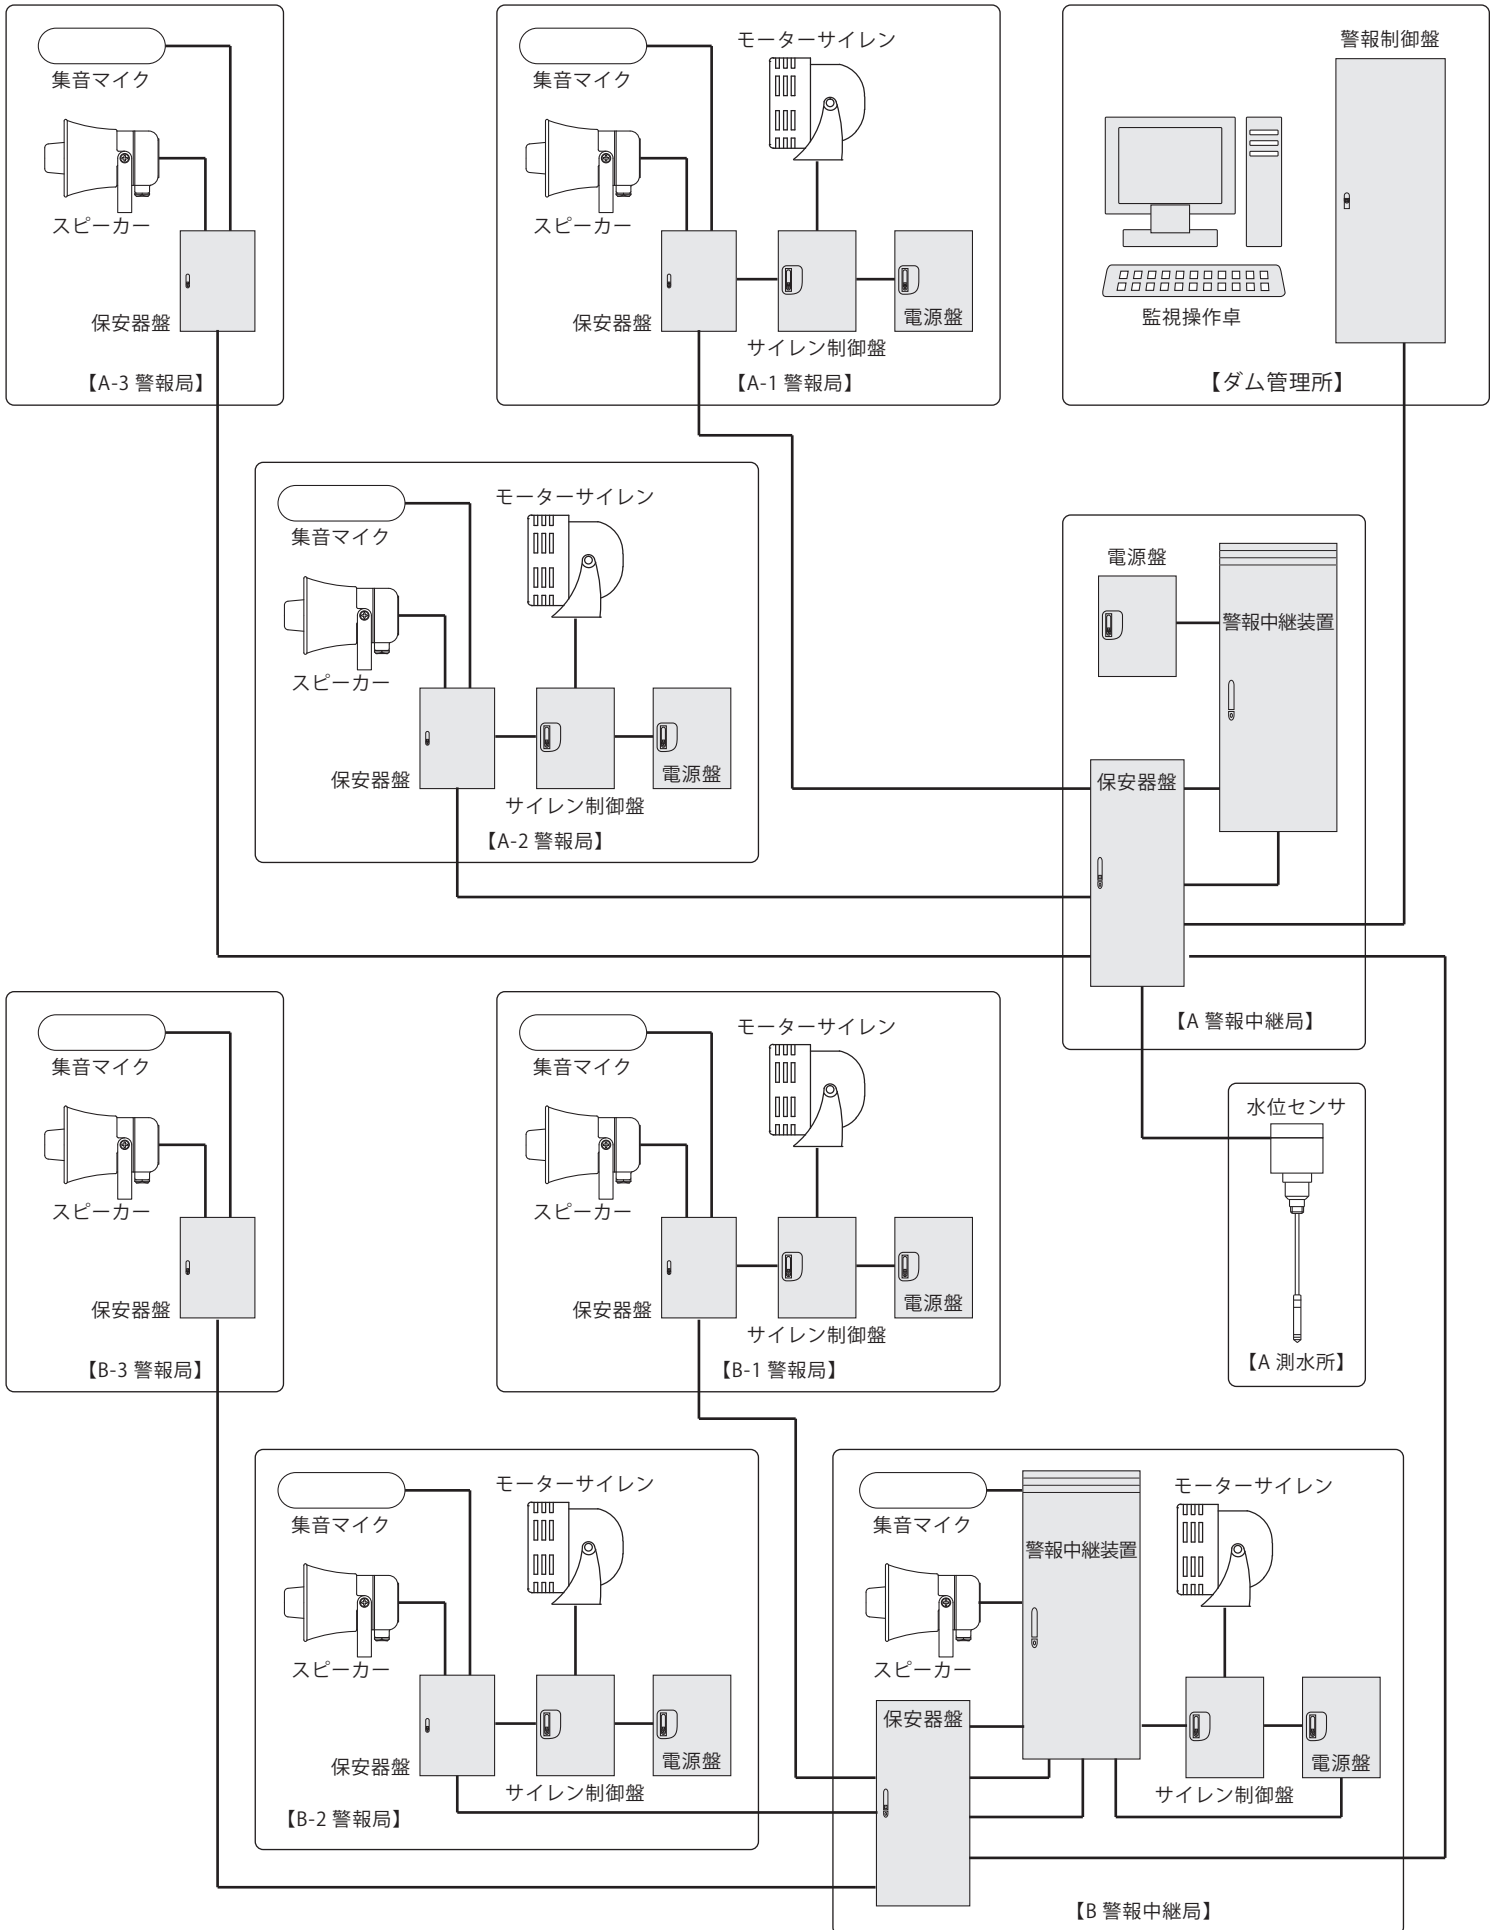 集音マイク
スピーカー
保安器盤
【A-3 警報局】
集音マイク
モーターサイレン
スピーカー
保安器盤
サイレン制御盤
電源盤
【A-1 警報局】
警報制御盤
監視操作卓
【ダム管理所】
集音マイク
モーターサイレン
スピーカー
保安器盤
サイレン制御盤
電源盤
【A-2 警報局】
電源盤
警報中継装置
保安器盤
【A 警報中継局】
水位センサ
【A 測水所】
集音マイク
スピーカー
保安器盤
【B-3 警報局】
集音マイク
モーターサイレン
スピーカー
保安器盤
サイレン制御盤
電源盤
【B-1 警報局】
集音マイク
モーターサイレン
スピーカー
保安器盤
サイレン制御盤
電源盤
【B-2 警報局】
集音マイク
警報中継装置
モーターサイレン
スピーカー
保安器盤
サイレン制御盤
電源盤
【B 警報中継局】